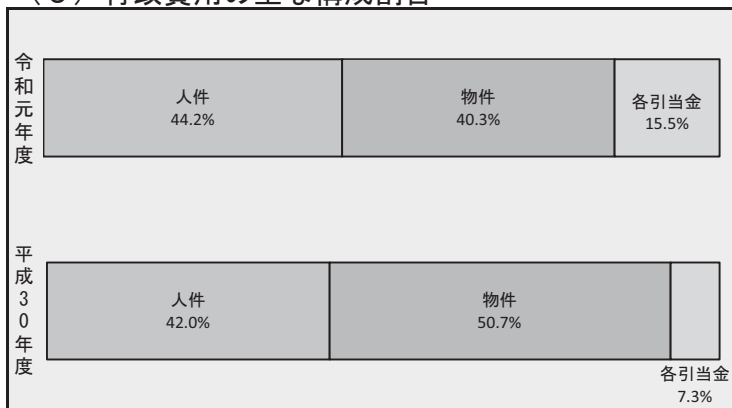 令和元年度
人件
44.2%
物件
40.3%
各引当金
15.5%
平成30年度
人件
42.0%
物件
50.7%
各引当金
7.3%